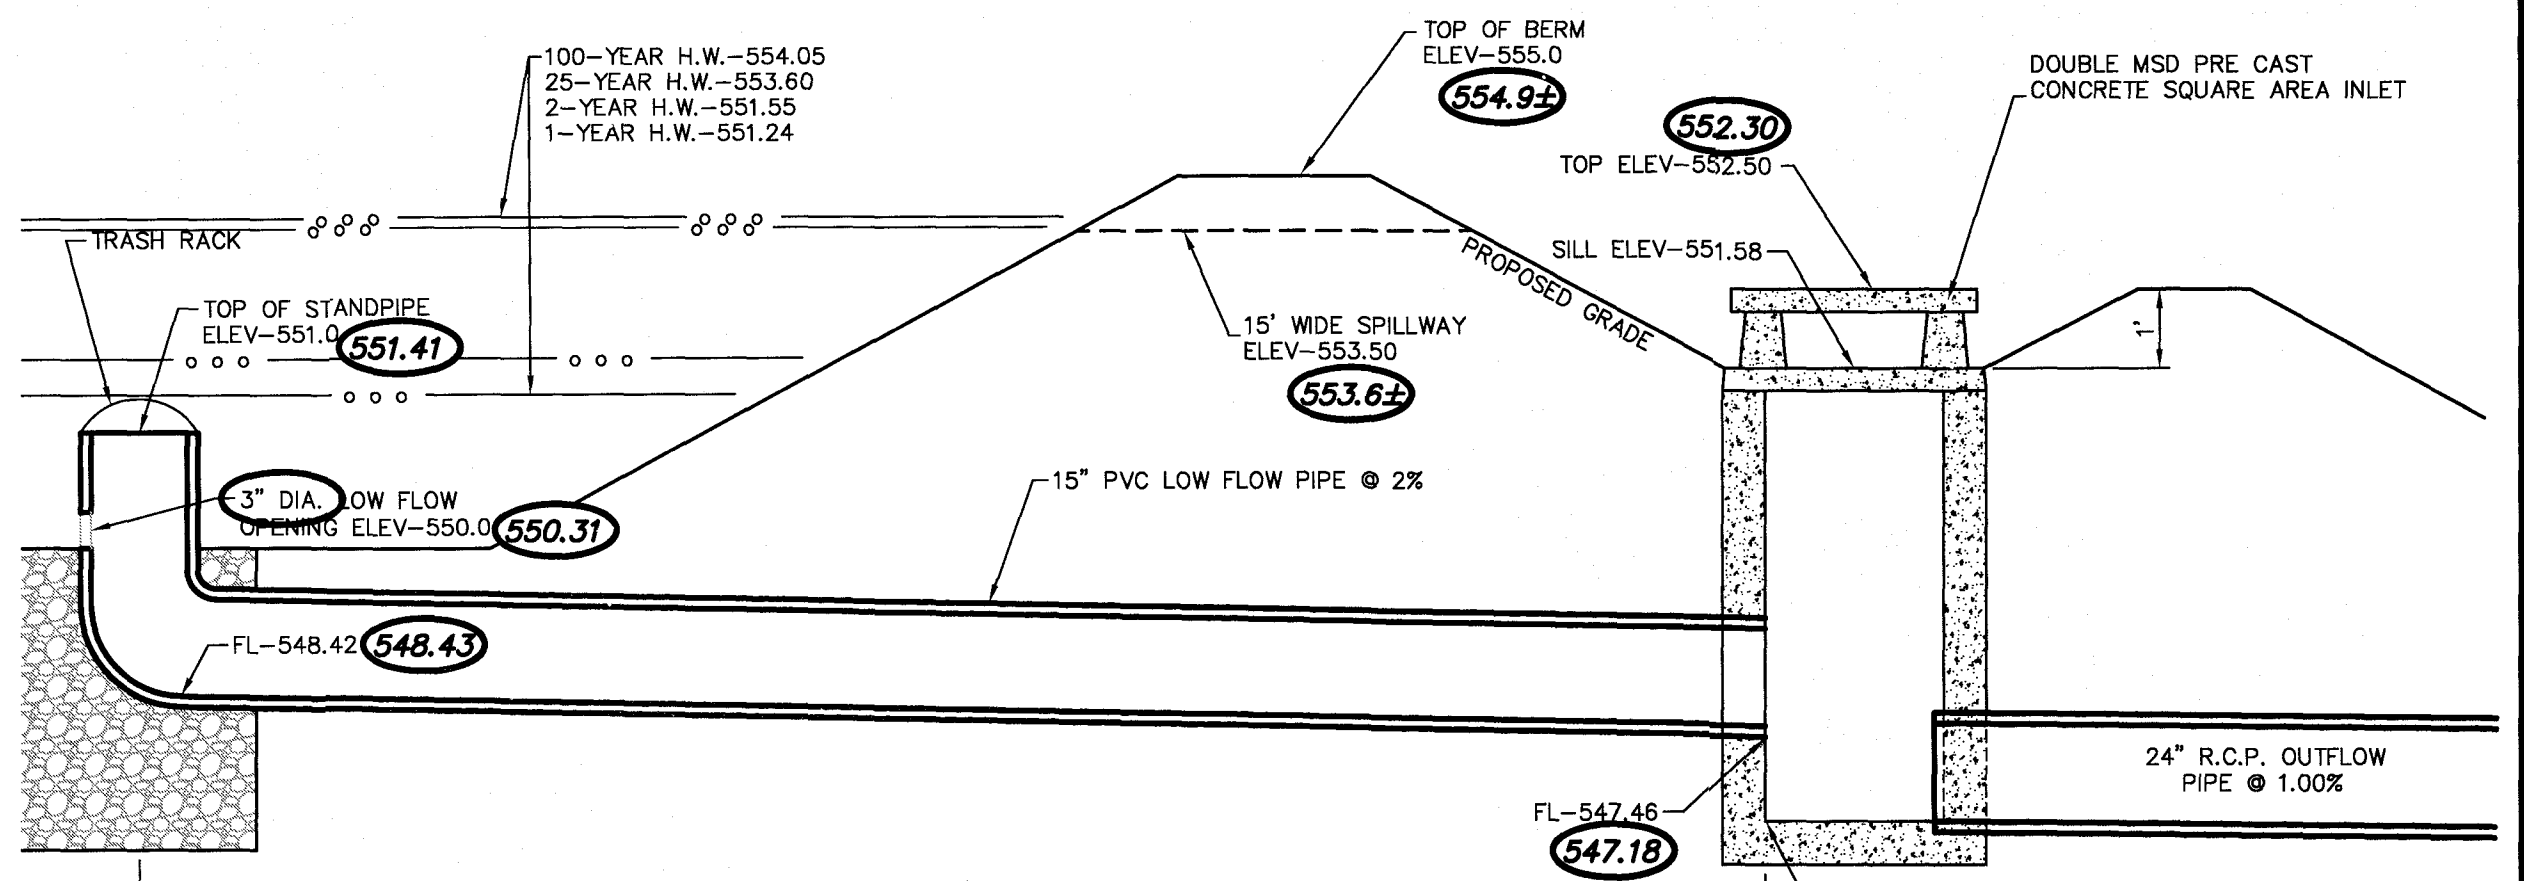 100-YEAR H.W.-554.05
25-YEAR H.W.-553.60
2-YEAR H.W.-551.55
1-YEAR H.W.-551.24
TOP OF BERM
ELEV-555.0
554.9±
552.30
TOP ELEV-552.50
DOUBLE MSD PRE CAST
CONCRETE SQUARE AREA INLET
TRASH RACK
SILL ELEV-551.58
PROPOSED GRADE
TOP OF STANDPIPE
ELEV-551.0
551.41
15' WIDE SPILLWAY
ELEV-553.50
553.6±
1'
3" DIA. LOW FLOW
OPENING ELEV-550.0
550.31
15" PVC LOW FLOW PIPE @ 2%
FL-548.42
548.43
24" R.C.P. OUTFLOW
PIPE @ 1.00%
FL-547.46
547.18